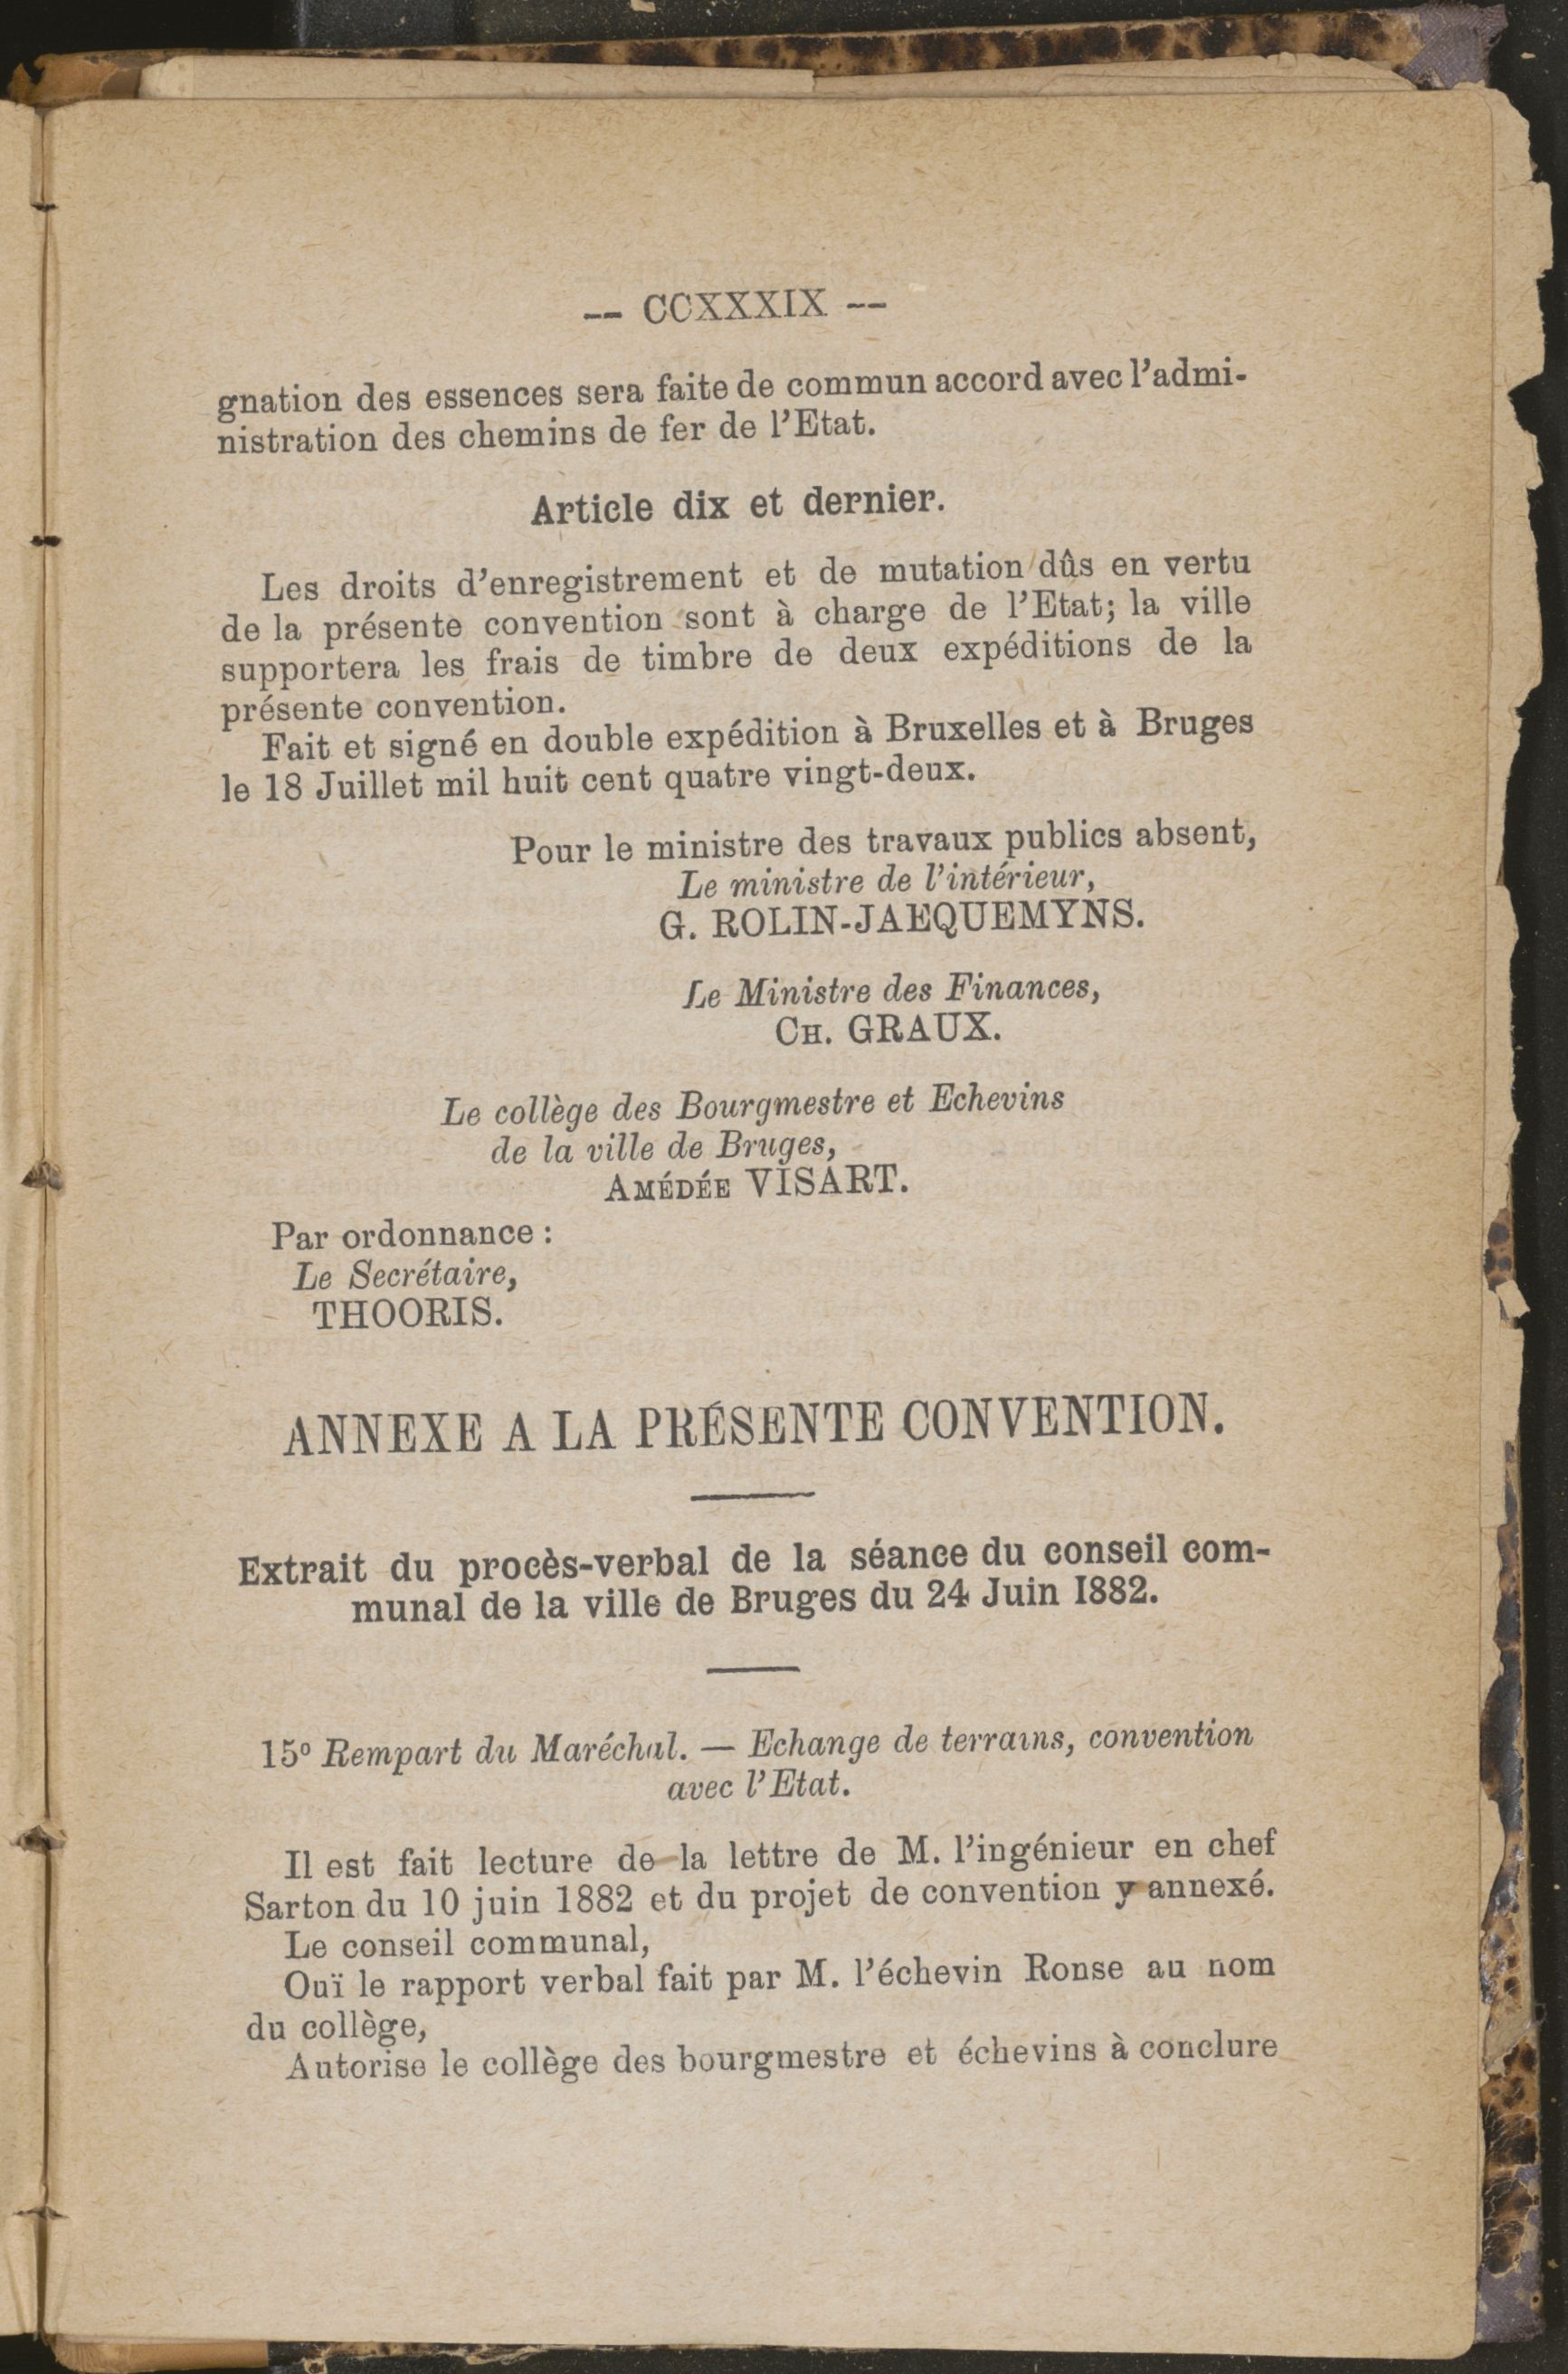 -- CCXXXIX --
gnation des essences sera faite de commun accord avec l'admi-
nistration des chemins de fer de l'Etat.
Article dix et dernier.
Les droits d'enregistrement et de mutation dûs en vertu
de la présente convention sont à charge de l'Etat; la ville
supportera les frais de timbre de deux expéditions de la
présente convention.
Fait et signé en double expédition à Bruxelles et à Bruges
le 18 Juillet mil huit cent quatre vingt-deux.
Pour le ministre des travaux publics absent,
Le ministre de l'intérieur,
G. ROLIN-JAEQUEMYNS.
Le Ministre des Finances,
CH. GRAUX.
Le collège des Bourgmestre et Echevins
de la ville de Bruges,
AMÉDÉE VISART.
Par ordonnance :
Le Secrétaire,
THOORIS.
ANNEXE A LA PRÉSENTE CONVENTION.
Extrait du procès-verbal de la séance du conseil com-
munal de la ville de Bruges du 24 Juin 1882.
15º Rempart du Maréchal. — Echange de terrains, convention
avec l'Etat.
Il est fait lecture de la lettre de M. l'ingénieur en chef
Sarton du 10 juin 1882 et du projet de convention y annexé.
Le conseil communal,
Ouï le rapport verbal fait par M. l'échevin Ronse au nom
du collège,
Autorise le collège des bourgmestre et échevins à conclure